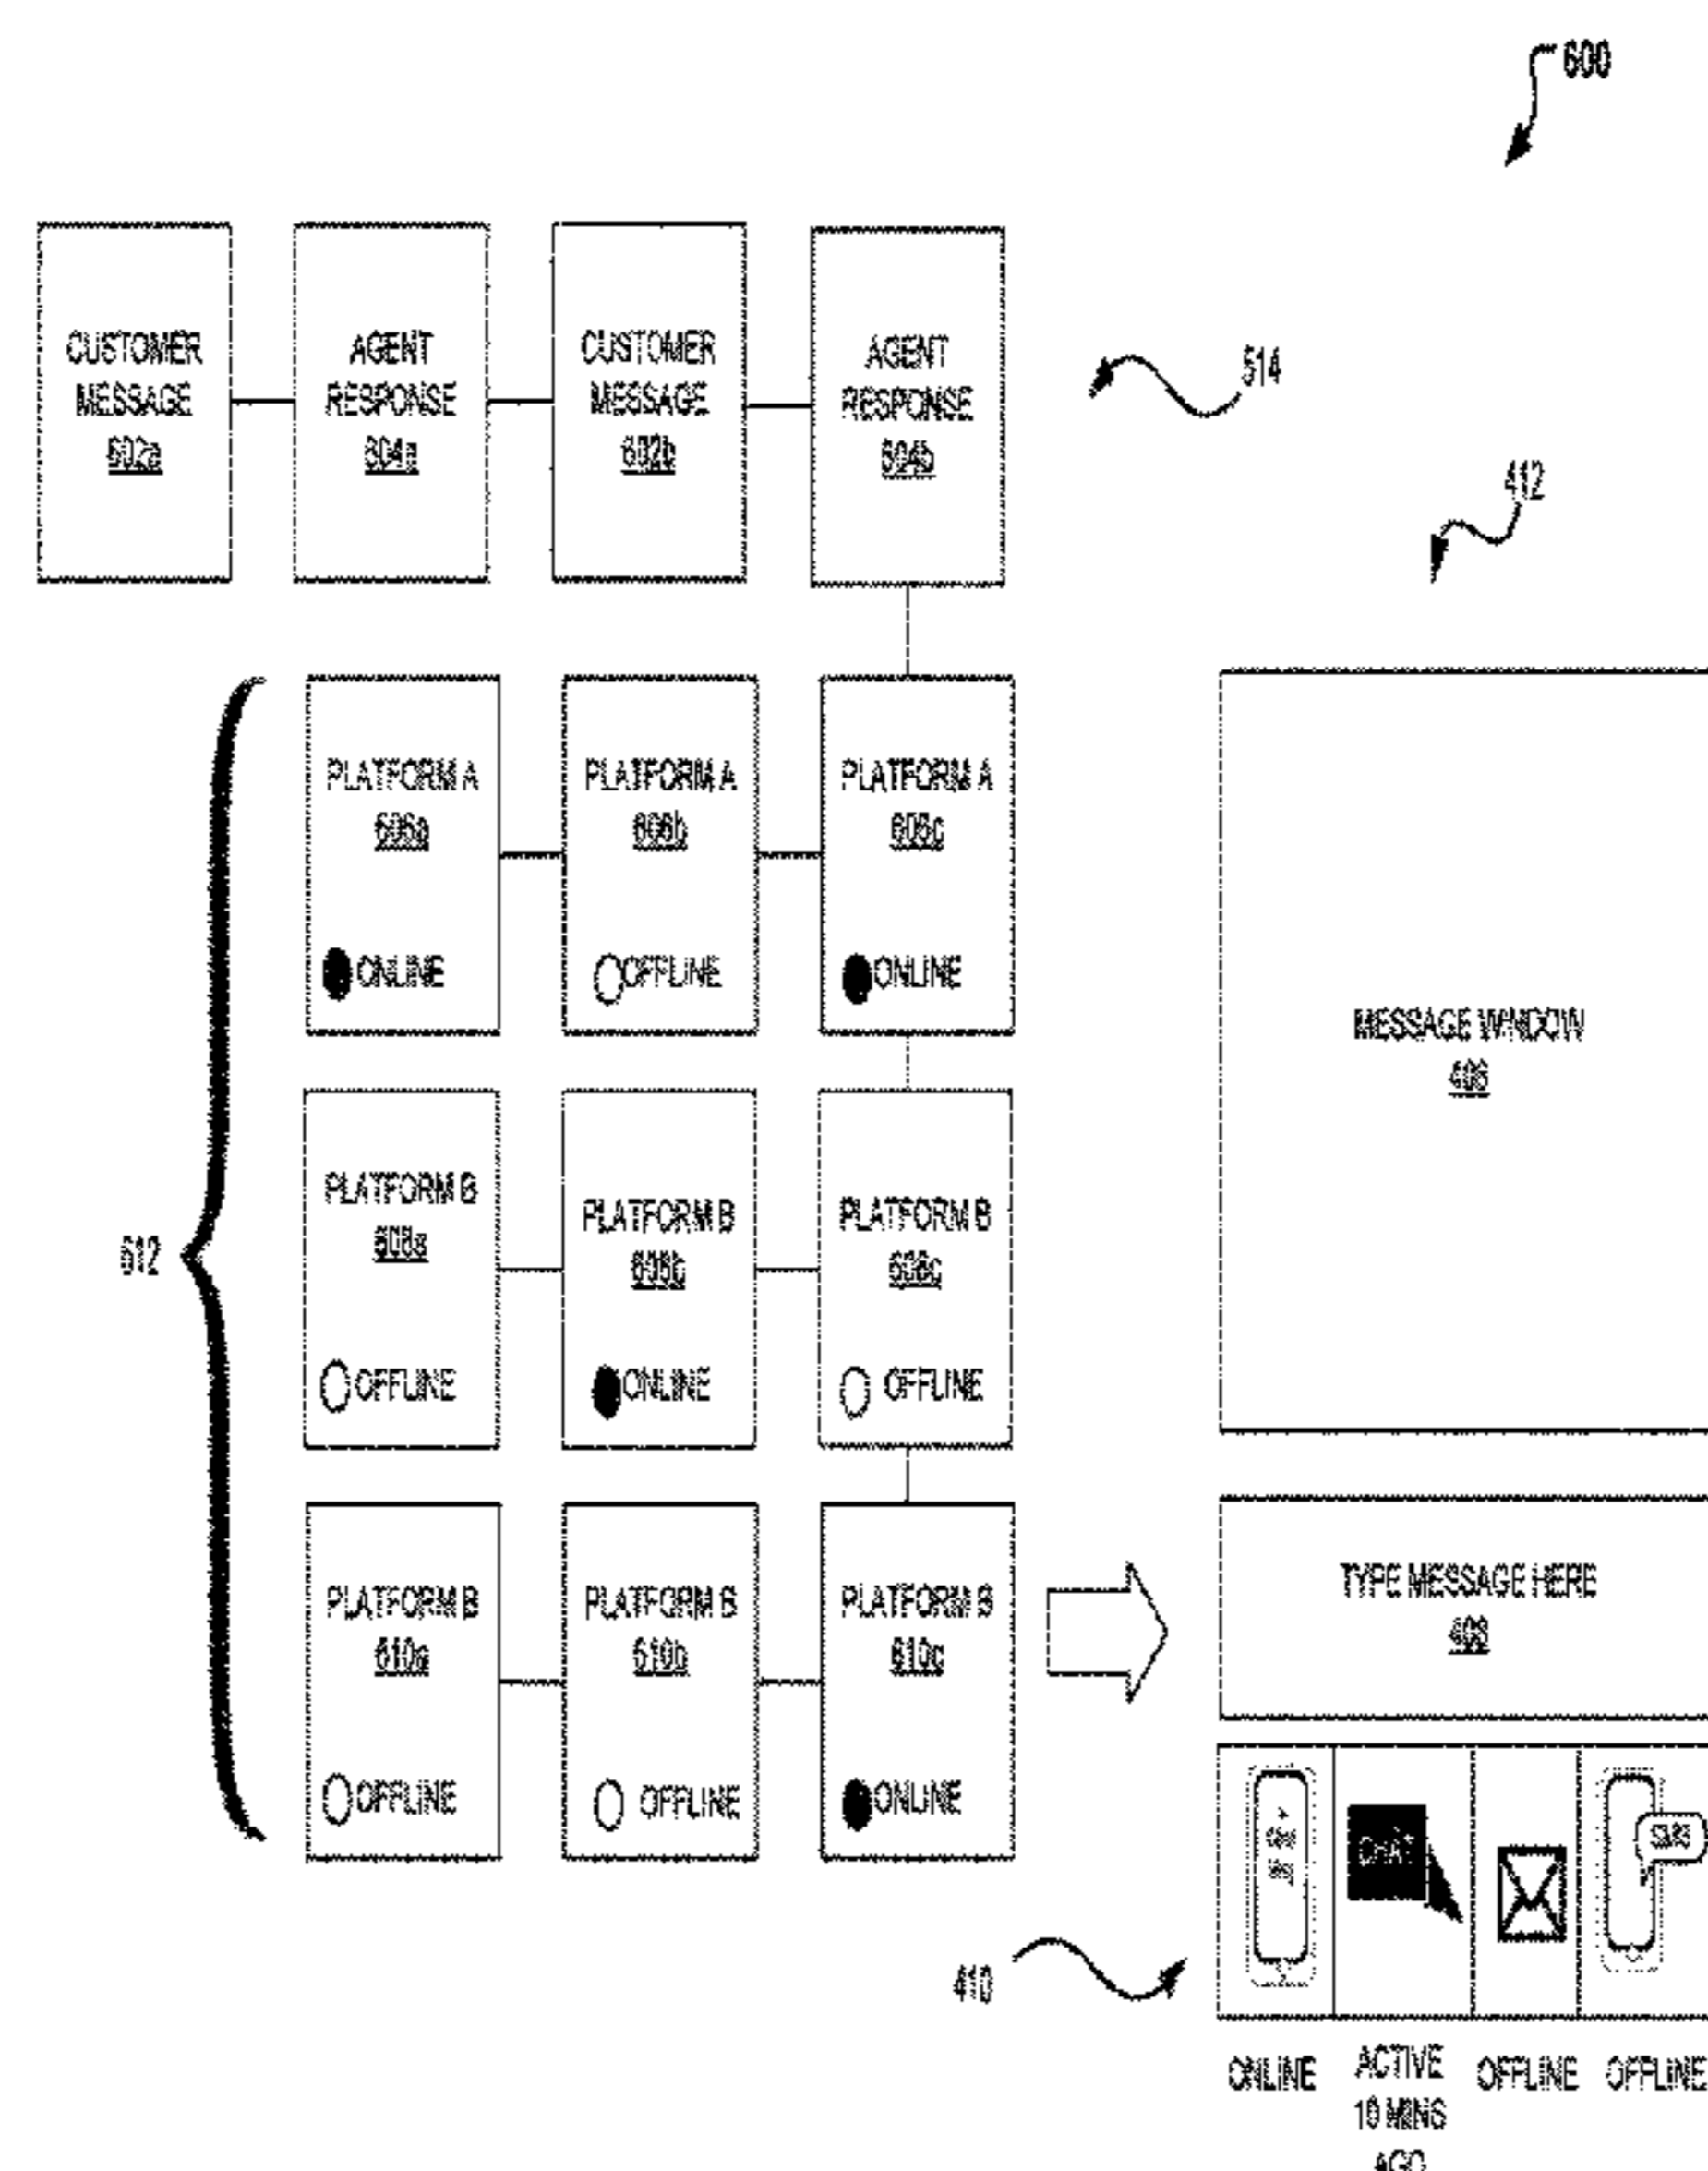 600
CUSTOMER
MESSAGE
602a
AGENT
RESPONSE
604a
CUSTOMER
MESSAGE
602b
AGENT
RESPONSE
604b
514
412
PLATFORM A
606a
ONLINE
PLATFORM A
606b
OFFLINE
PLATFORM A
606c
ONLINE
PLATFORM B
608a
OFFLINE
PLATFORM B
608b
ONLINE
PLATFORM B
608c
OFFLINE
PLATFORM B
610a
OFFLINE
PLATFORM B
610b
OFFLINE
PLATFORM B
610c
ONLINE
612
MESSAGE WINDOW
406
TYPE MESSAGE HERE
408
CHAT
SMS
410
ONLINE
ACTIVE
10 MINS
AGO
OFFLINE
OFFLINE